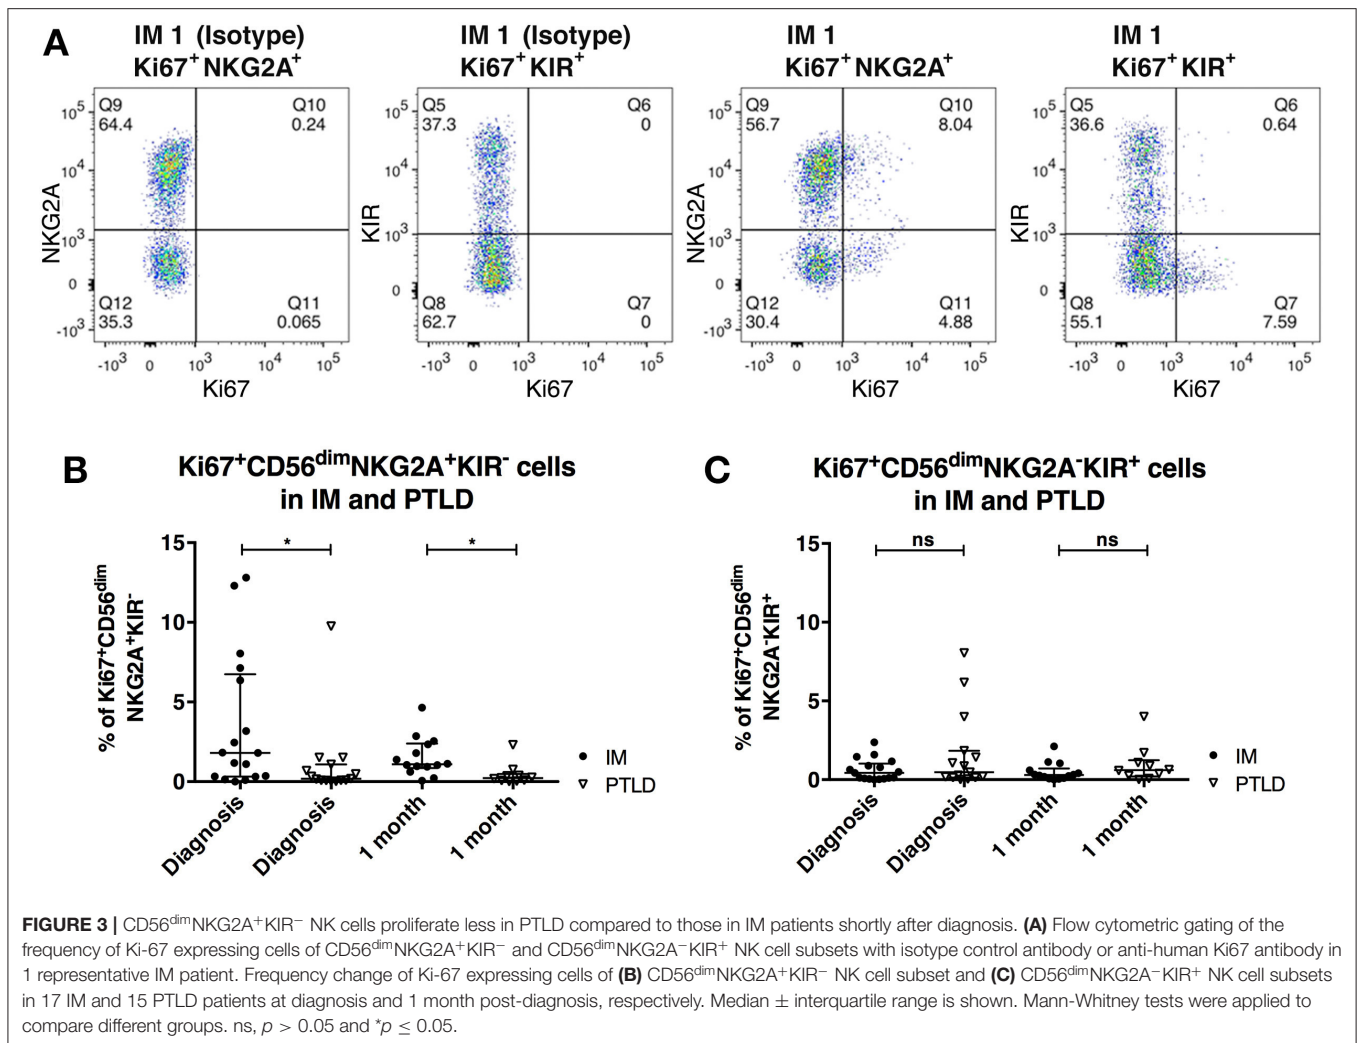 A
IM 1 (Isotype)
Ki67+NKG2A+
IM 1 (Isotype)
Ki67+KIR+
IM 1
Ki67+NKG2A+
IM 1
Ki67+KIR+
NKG2A
10^5
10^4
10^3
0
-10^3
Q9
64.4
Q10
0.24
Q12
35.3
Q11
0.065
-10^3 0 10^3 10^4 10^5
Ki67
KIR
10^5
10^4
10^3
0
Q5
37.3
Q6
0
Q8
62.7
Q7
0
-10^3 0 10^3 10^4 10^5
Ki67
NKG2A
10^5
10^4
10^3
0
-10^3
Q9
56.7
Q10
8.04
Q12
30.4
Q11
4.88
-10^3 0 10^3 10^4 10^5
Ki67
KIR
10^5
10^4
10^3
0
Q5
36.6
Q6
0.64
Q8
55.1
Q7
7.59
-10^3 0 10^3 10^4 10^5
Ki67
B
Ki67+CD56dimNKG2A+KIR- cells
in IM and PTLD
% of Ki67+CD56dim
NKG2A+KIR-
15
10
5
0
*
*
Diagnosis
Diagnosis
1 month
1 month
IM
PTLD
C
Ki67+CD56dimNKG2A-KIR+ cells
in IM and PTLD
% of Ki67+CD56dim
NKG2A-KIR+
15
10
5
0
ns
ns
Diagnosis
Diagnosis
1 month
1 month
IM
PTLD
FIGURE 3 | CD56dimNKG2A+KIR− NK cells proliferate less in PTLD compared to those in IM patients shortly after diagnosis. (A) Flow cytometric gating of the
frequency of Ki-67 expressing cells of CD56dimNKG2A+KIR− and CD56dimNKG2A−KIR+ NK cell subsets with isotype control antibody or anti-human Ki67 antibody in
1 representative IM patient. Frequency change of Ki-67 expressing cells of (B) CD56dimNKG2A+KIR− NK cell subset and (C) CD56dimNKG2A−KIR+ NK cell subsets
in 17 IM and 15 PTLD patients at diagnosis and 1 month post-diagnosis, respectively. Median ± interquartile range is shown. Mann-Whitney tests were applied to
compare different groups. ns, p > 0.05 and *p ≤ 0.05.